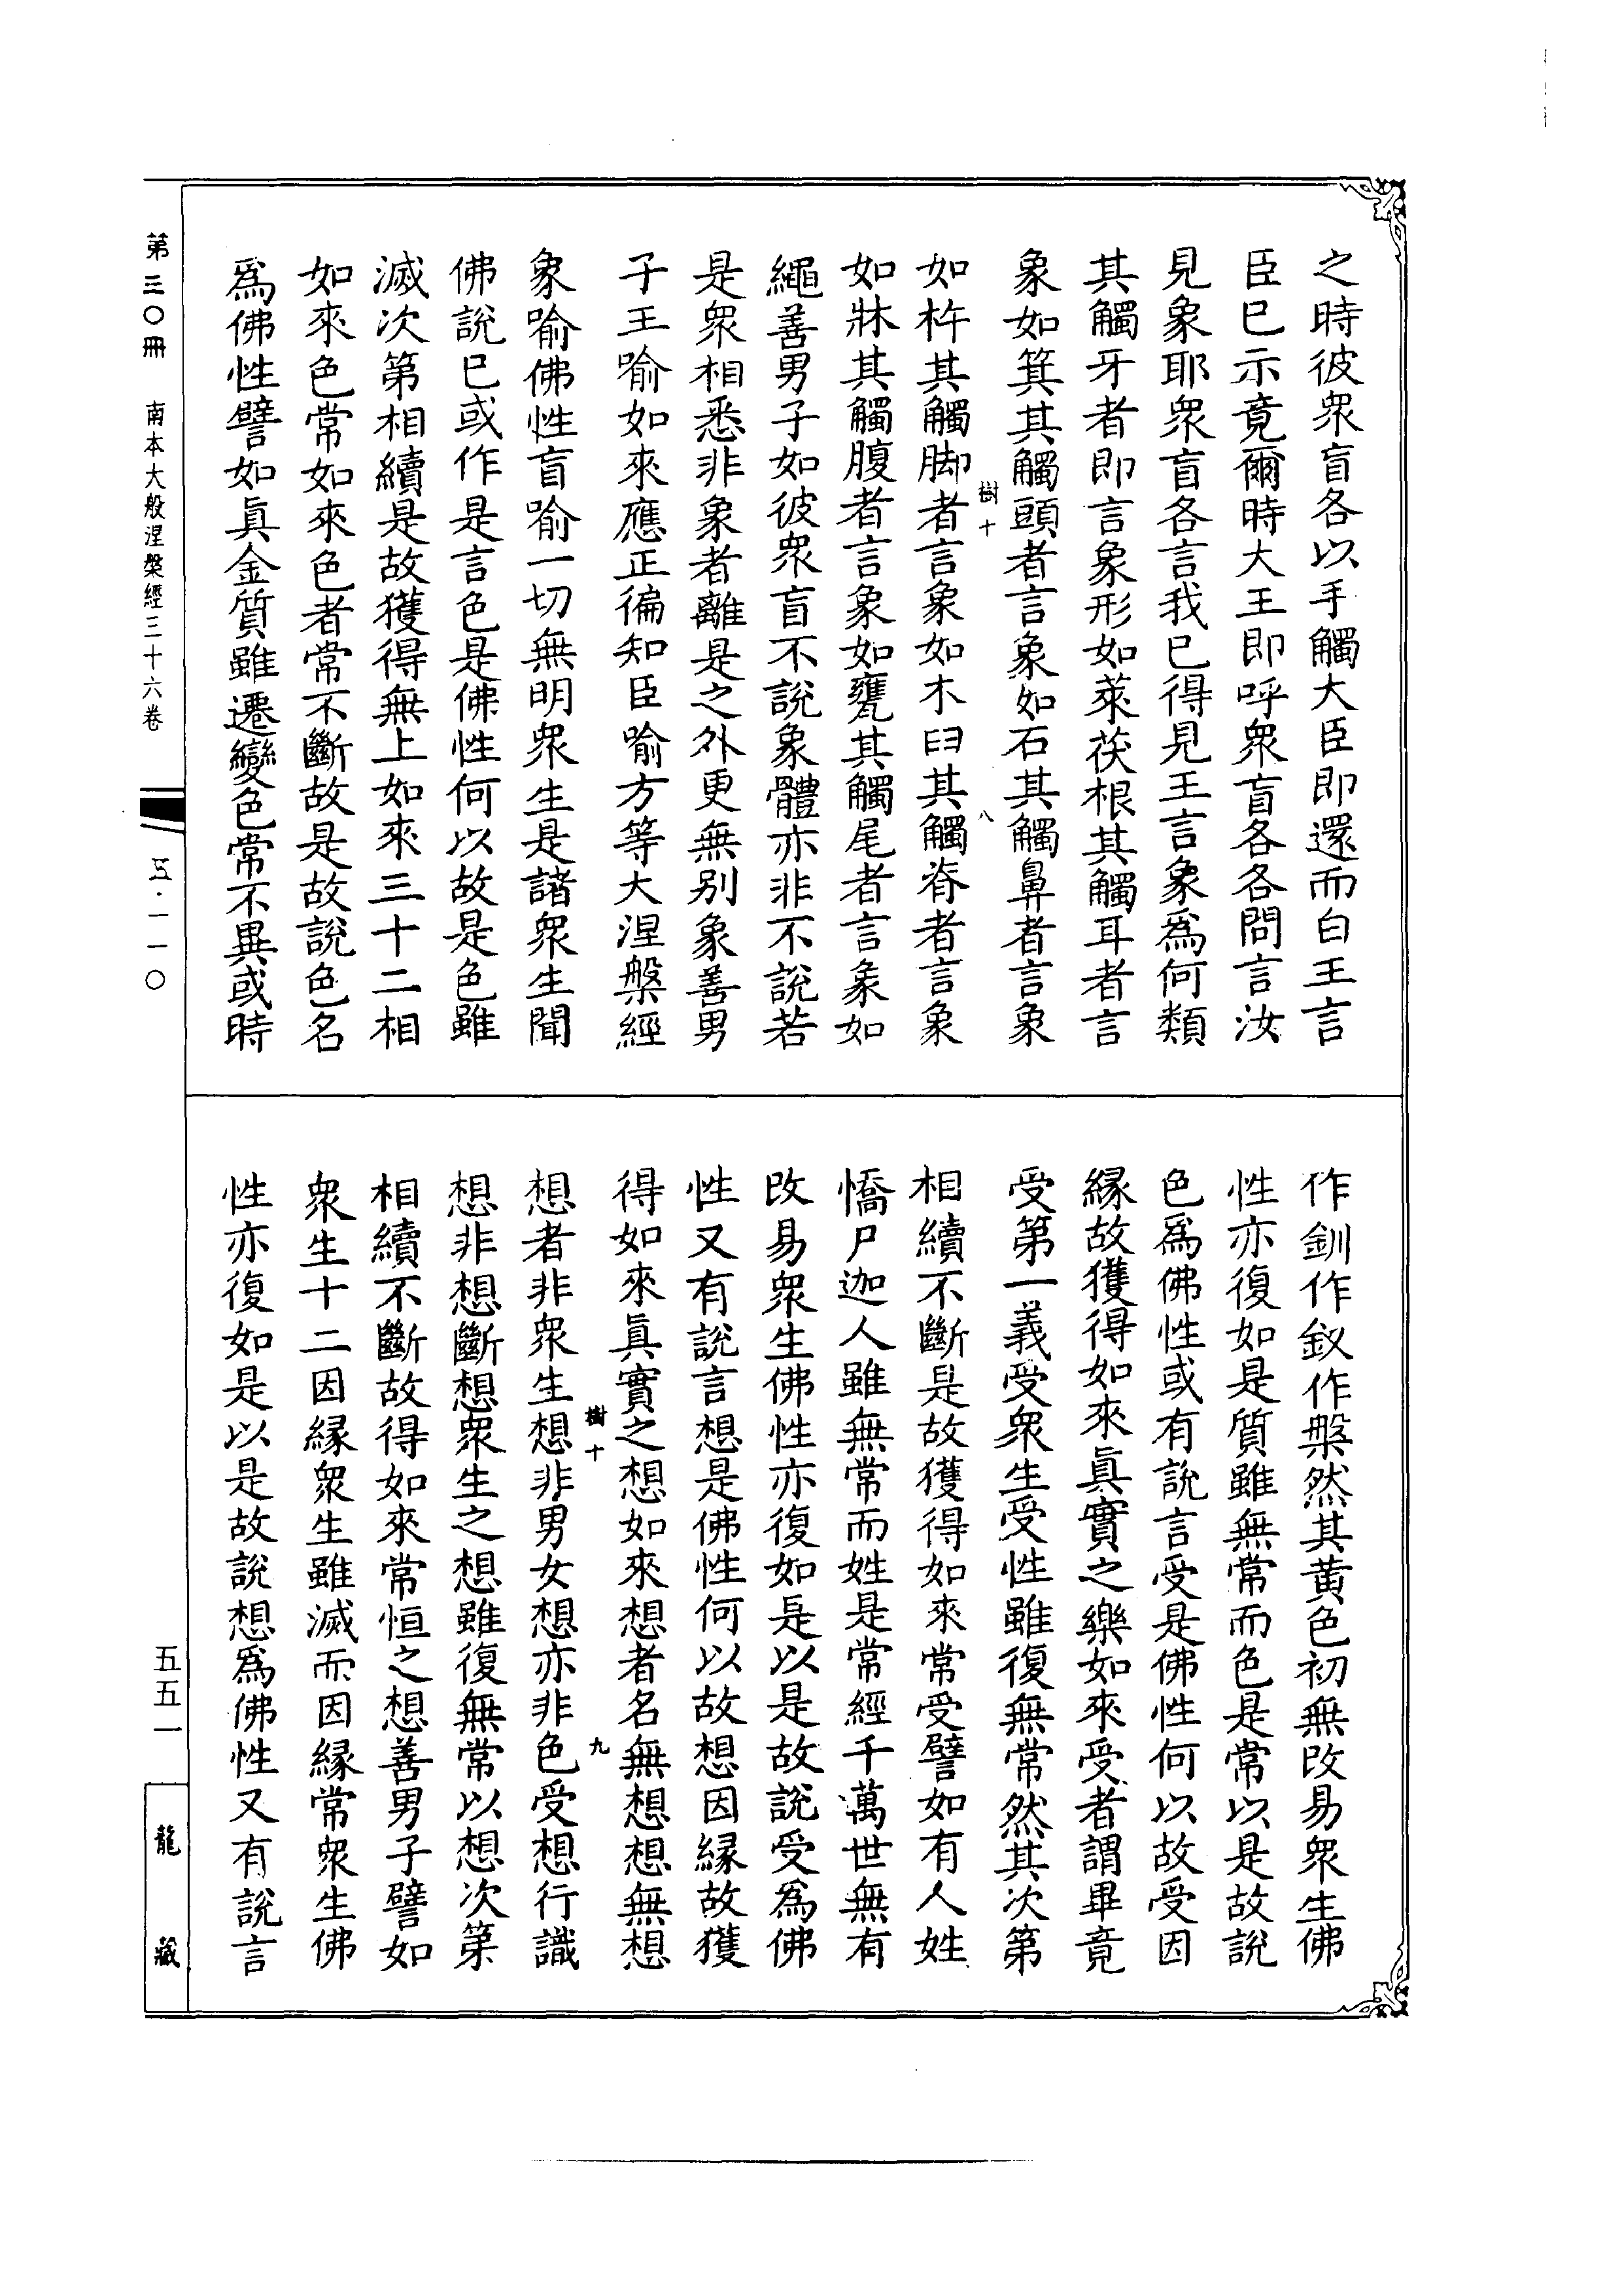 之時彼衆盲各以手觸大臣即還而白王言
臣已示竟爾時大王即呼衆盲各各問言汝
見象耶衆盲各言我已得見王言象爲何類
其觸牙者即言象形如萊茯根其觸耳者言
象如箕其觸頭者言象如石其觸鼻者言象
樹十
八
如杵其觸脚者言象如木臼其觸脊者言象
如牀其觸腹者言象如甕其觸尾者言象如
繩善男子如彼衆盲不說象體亦非不說若
是衆相悉非象者離是之外更無别象善男
子王喻如來應正徧知臣喻方等大涅槃經
象喻佛性盲喻一切無明衆生是諸衆生聞
佛說已或作是言色是佛性何以故是色雖
滅次第相續是故獲得無上如來三十二相
如來色常如來色者常不斷故是故說色名
爲佛性譬如眞金質雖遷變色常不異或時
作釧作釵作槃然其黃色初無改易衆生佛
性亦復如是質雖無常而色是常以是故說
色爲佛性或有說言受是佛性何以故受因
緣故獲得如來眞實之樂如來受者謂畢竟
受第一義受衆生受性雖復無常然其次第
相續不斷是故獲得如來常受譬如有人姓
憍尸迦人雖無常而姓是常經千萬世無有
改易衆生佛性亦復如是以是故說受爲佛
性又有說言想是佛性何以故想因緣故獲
得如來眞實之想如來想者名無想想無想
樹十
九
想者非衆生想非男女想亦非色受想行識
想非想斷想衆生之想雖復無常以想次第
相續不斷故得如來常恒之想善男子譬如
衆生十二因緣衆生雖滅而因緣常衆生佛
性亦復如是以是故說想爲佛性又有說言
第三〇冊　南本大般涅槃經三十六卷
五·一一〇
五五一
龍藏